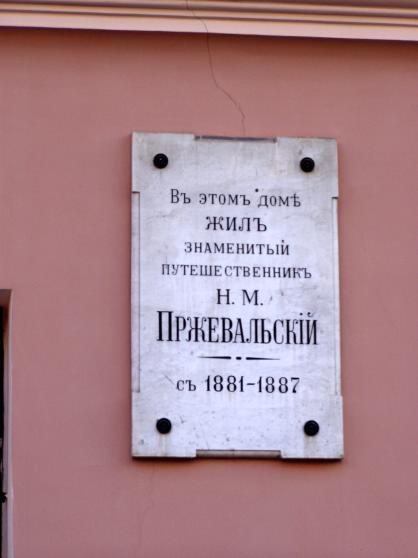 Въ этомъ домѣ
жилъ
знаменитый
путешественникъ
Н. М.
Пржевальскій
съ 1881-1887